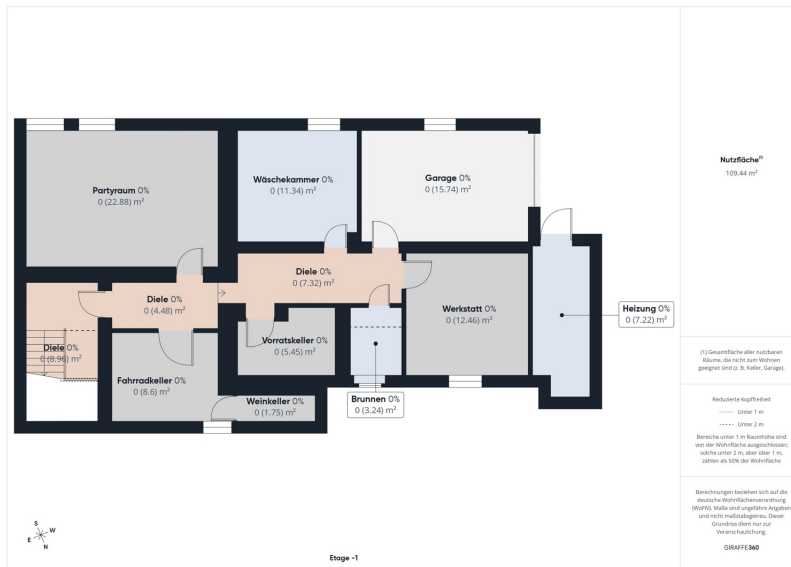 Partyraum 0%
0 (22.88) m²
Wäschekammer 0%
0 (11.34) m²
Garage 0%
0 (15.74) m²
Diele 0%
0 (7.32) m²
Diele 0%
0 (4.48) m²
Diele 0%
0 (8.96) m²
Werkstatt 0%
0 (12.46) m²
Heizung 0%
0 (7.22) m²
Vorratskeller 0%
0 (5.45) m²
Fahrradkeller 0%
0 (8.6) m²
Weinkeller 0%
0 (1.75) m²
Brunnen 0%
0 (3.24) m²
S
W
E
N
Etage -1
Nutzfläche⁽¹⁾
109.44 m²
(1) Gesamtfläche aller nutzbaren
Räume, die nicht zum Wohnen
geeignet sind (z. B. Keller, Garage).
Reduzierte Kopffreiheit
Unter 1 m
Unter 2 m
Bereiche unter 1 m Raumhöhe sind
von der Wohnfläche ausgeschlossen;
solche unter 2 m, aber über 1 m,
zählen als 50% der Wohnfläche
Berechnungen beziehen sich auf die
deutsche Wohnflächenverordnung
(WoFlV). Maße sind ungefähre Angaben
und nicht maßstabsgetreu. Dieser
Grundriss dient nur zur
Veranschaulichung.
GIRAFFE360